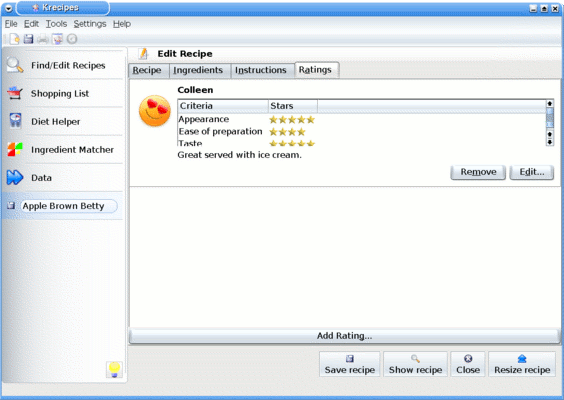 Krecipes
File Edit Tools Settings Help
Find/Edit Recipes
Shopping List
Diet Helper
Ingredient Matcher
Data
Apple Brown Betty
Edit Recipe
Recipe Ingredients Instructions Ratings
Colleen
Criteria Stars
Appearance
Ease of preparation
Taste
Great served with ice cream.
Remove Edit...
Add Rating...
Save recipe Show recipe Close Resize recipe